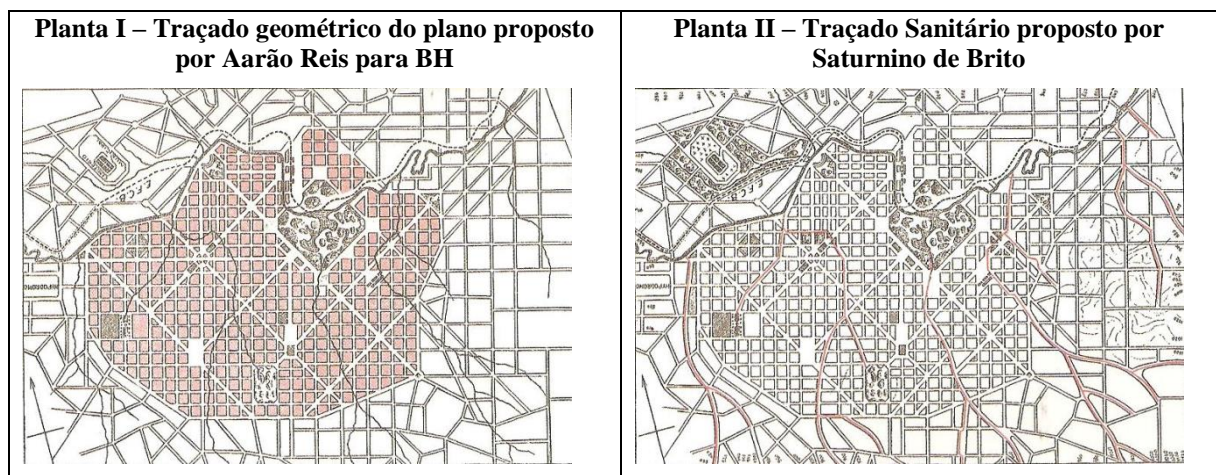 Planta I – Traçado geométrico do plano proposto
por Aarão Reis para BH
Planta II – Traçado Sanitário proposto por
Saturnino de Brito